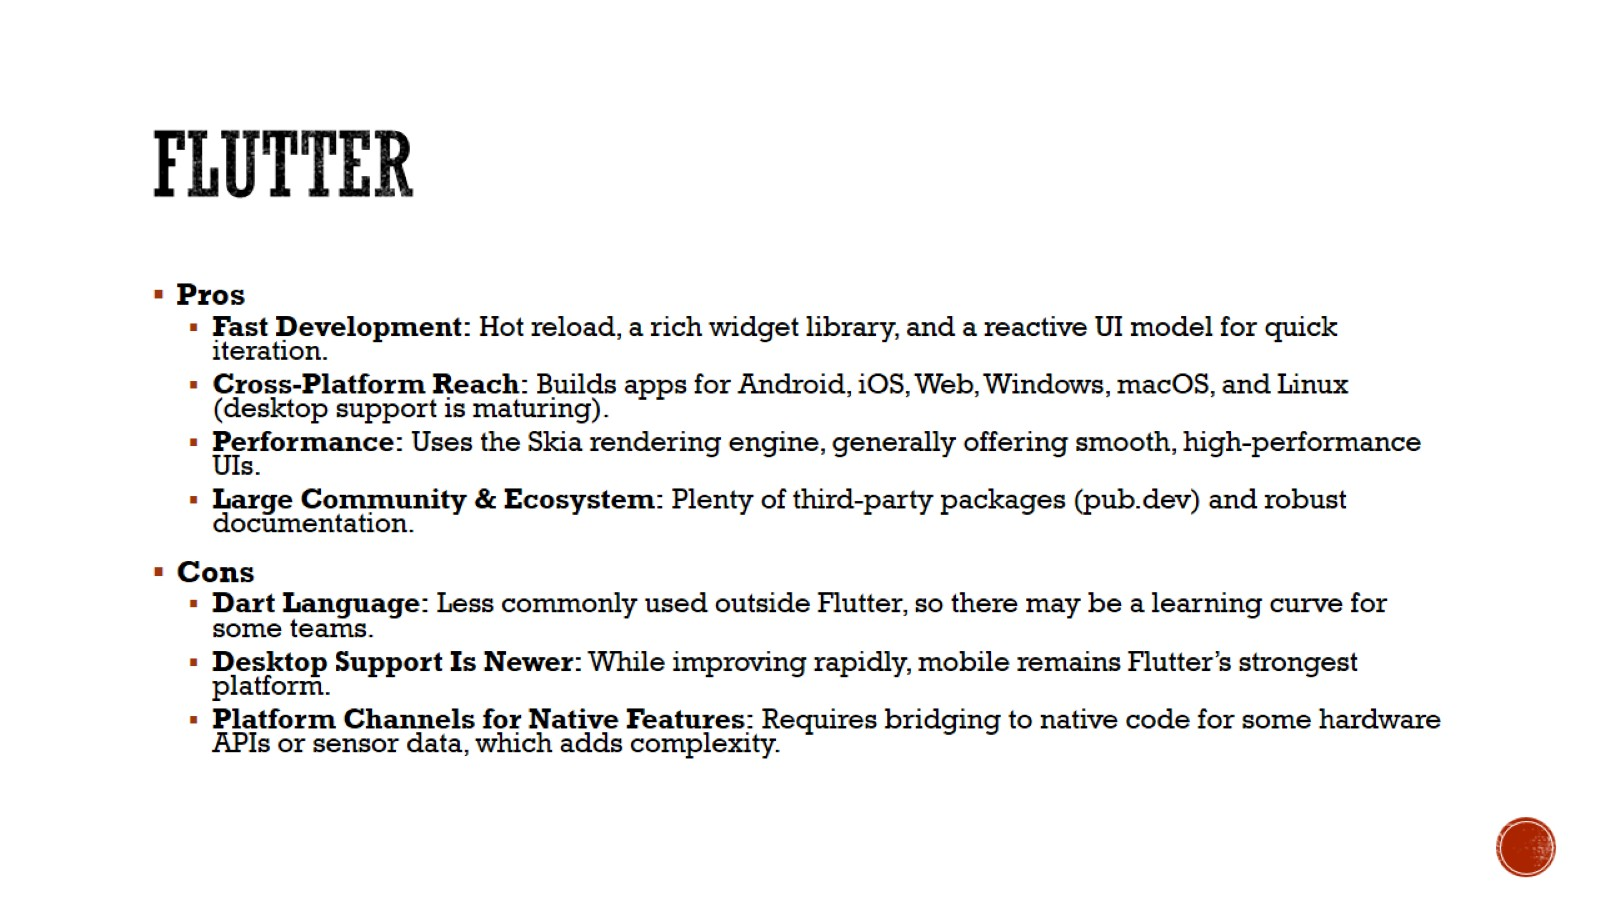 FLUTTER
Pros
Fast Development: Hot reload, a rich widget library, and a reactive UI model for quick
iteration.
Cross-Platform Reach: Builds apps for Android, iOS, Web, Windows, macOS, and Linux
(desktop support is maturing).
Performance: Uses the Skia rendering engine, generally offering smooth, high-performance
UIs.
Large Community & Ecosystem: Plenty of third-party packages (pub.dev) and robust
documentation.
Cons
Dart Language: Less commonly used outside Flutter, so there may be a learning curve for
some teams.
Desktop Support Is Newer: While improving rapidly, mobile remains Flutter’s strongest
platform.
Platform Channels for Native Features: Requires bridging to native code for some hardware
APIs or sensor data, which adds complexity.